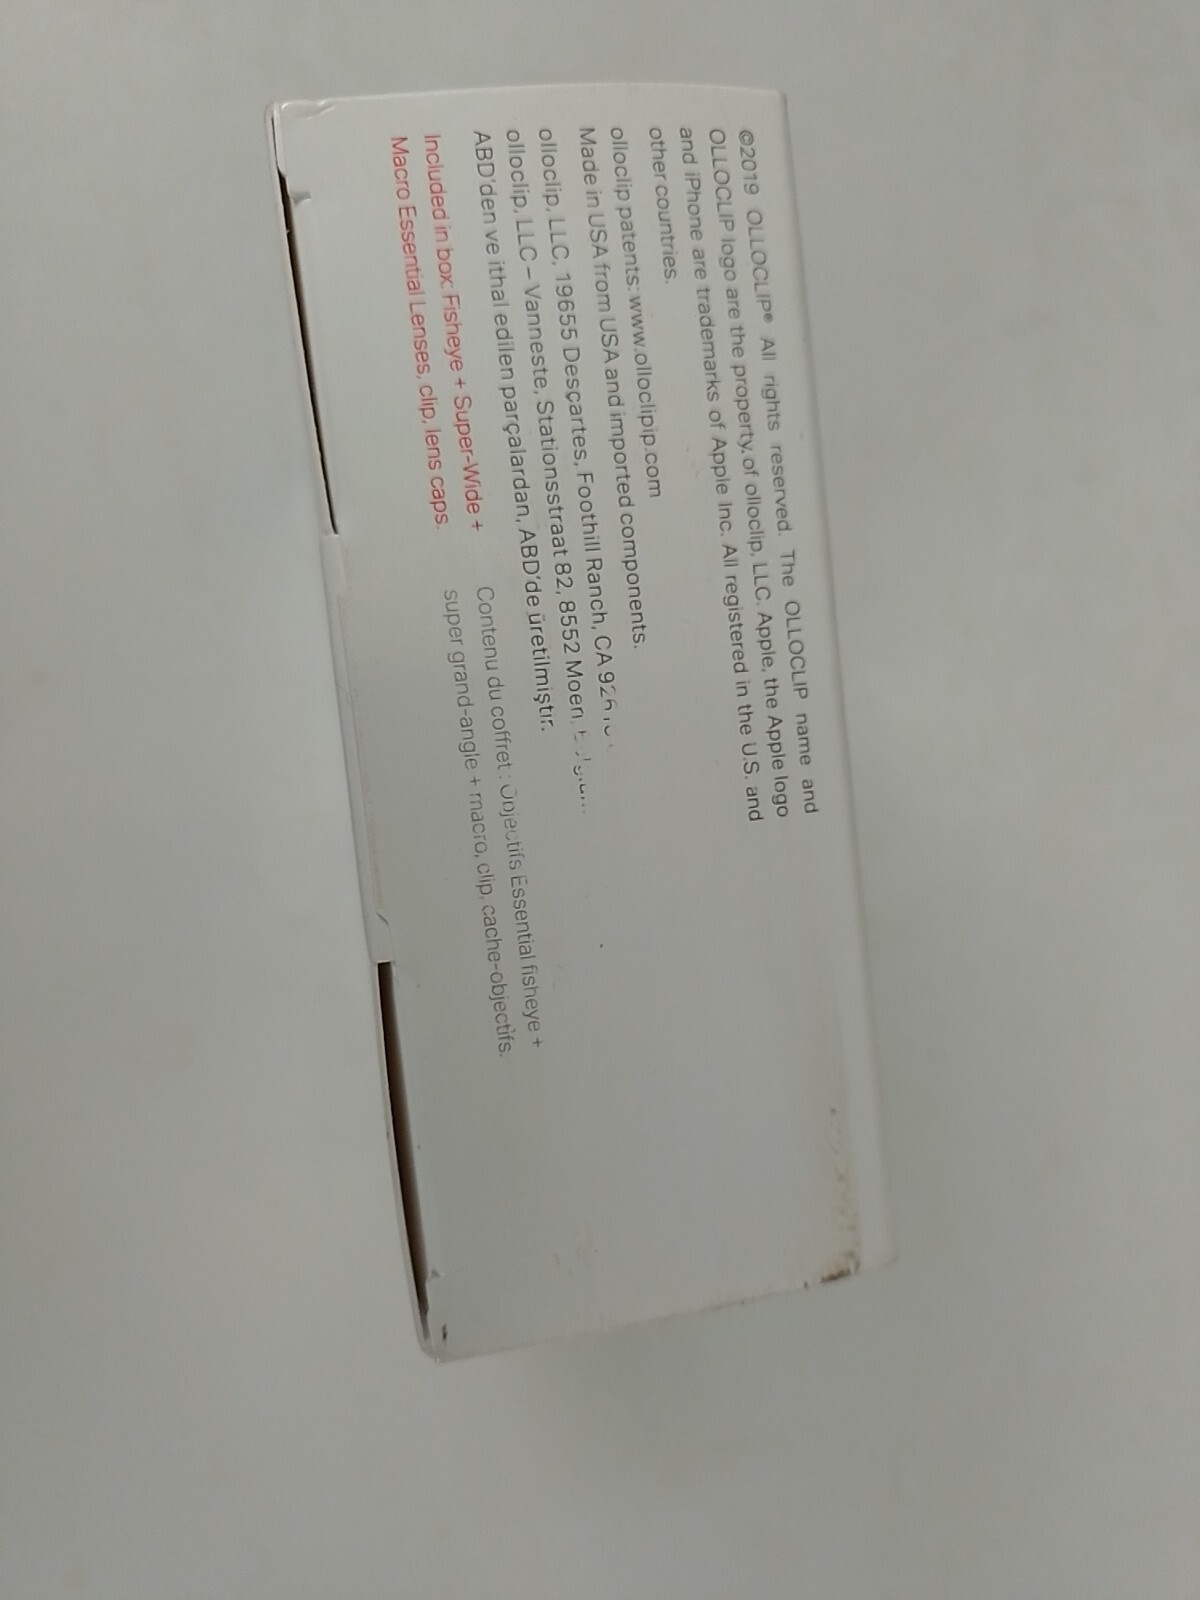 ©2019 OLLOCLIP® All rights reserved. The OLLOCLIP name and
OLLOCLIP logo are the property of olloclip, LLC. Apple, the Apple logo
and iPhone are trademarks of Apple Inc. All registered in the U.S. and
other countries.
olloclip patents: www.olloclipip.com
Made in USA from USA and imported components.
olloclip, LLC, 19655 Descartes, Foothill Ranch, CA
olloclip, LLC – Vanneste, Stationsstraat 82, 8552 Moen,
ABD'den ve ithal edilen parçalardan, ABD'de üretilmiştir.
Included in box: Fisheye + Super-Wide +
Macro Essential Lenses, clip, lens caps.
Contenu du coffret : Objectifs Essential fisheye +
super grand-angle + macro, clip, cache-objectifs.